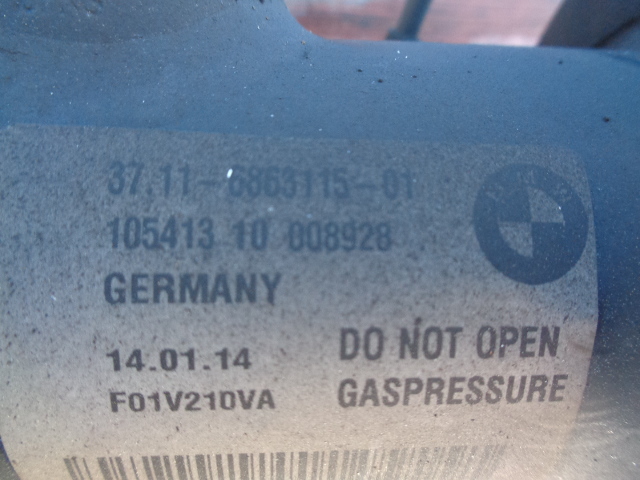 37.11-6863115-01
105413 10 008928
GERMANY
14.01.14 DO NOT OPEN
F01V210VA GASPRESSURE